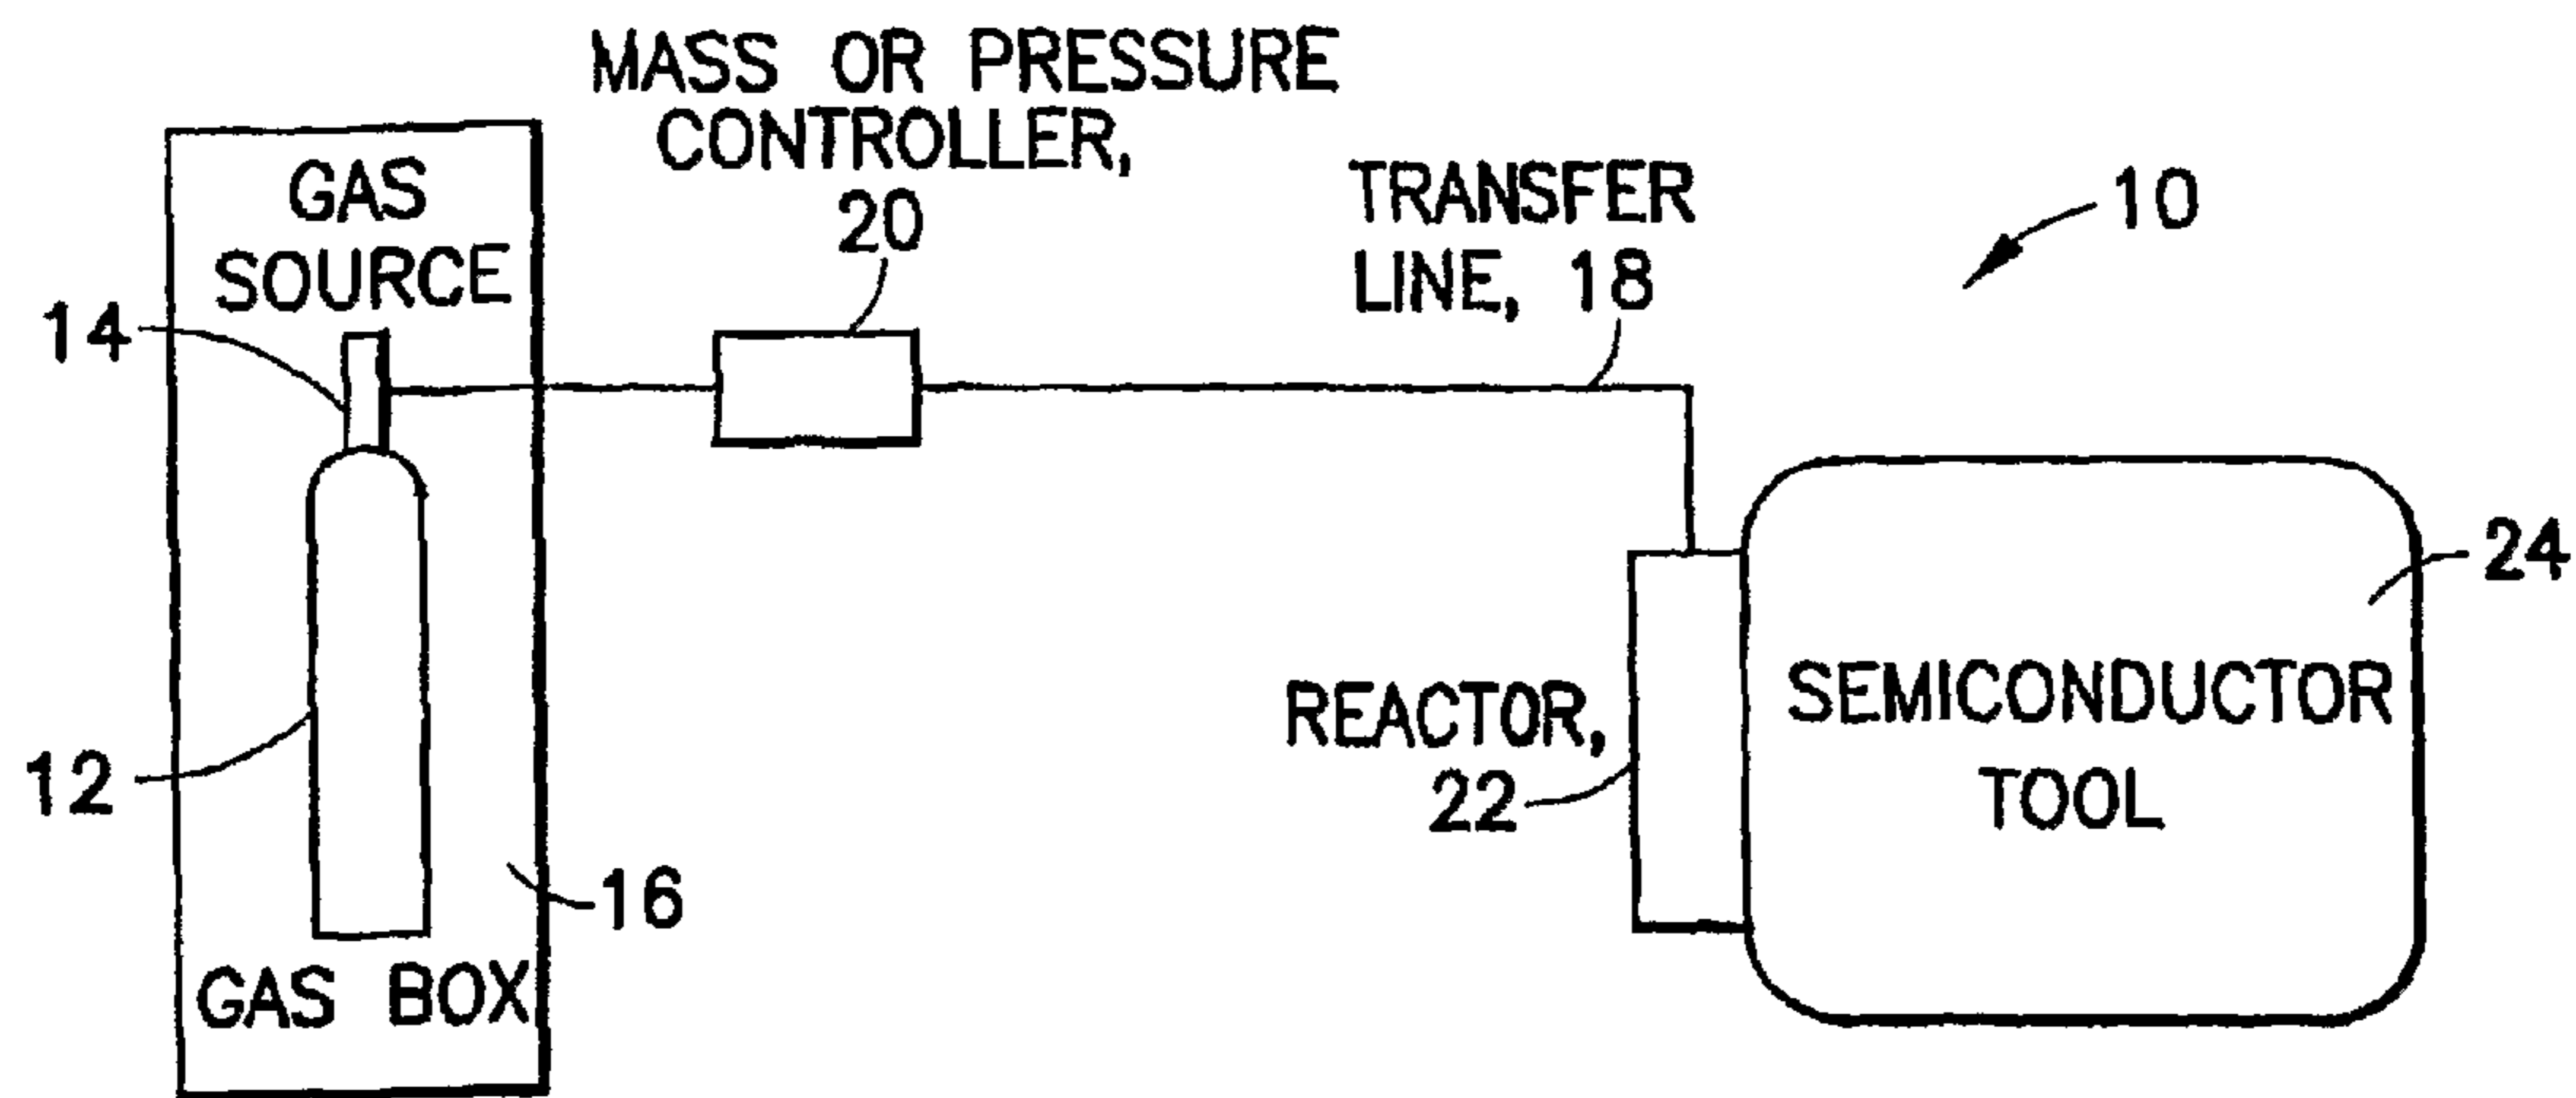 MASS OR PRESSURE
CONTROLLER,
20
GAS
SOURCE
TRANSFER
LINE, 18
10
14
24
12
REACTOR,
22
SEMICONDUCTOR
TOOL
16
GAS BOX